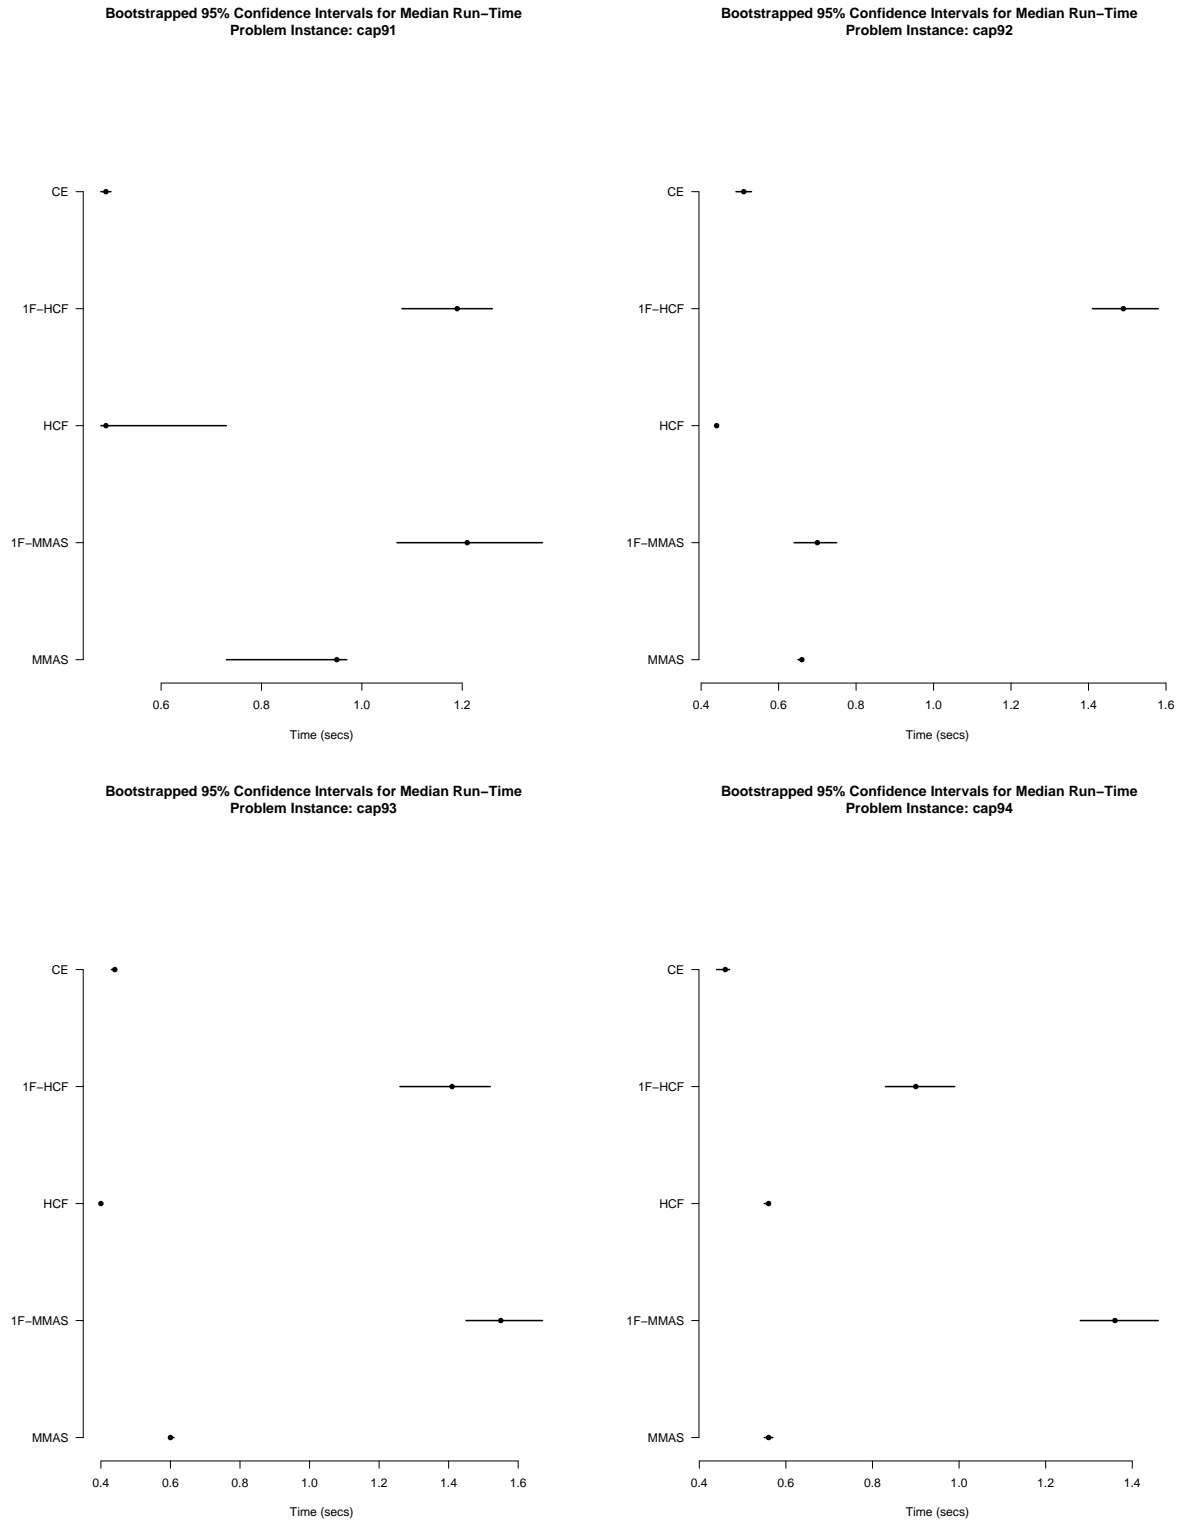 Bootstrapped 95% Confidence Intervals for Median Run−Time
Problem Instance: cap91
CE
1F−HCF
HCF
1F−MMAS
MMAS
0.6 0.8 1.0 1.2
Time (secs)
Bootstrapped 95% Confidence Intervals for Median Run−Time
Problem Instance: cap92
CE
1F−HCF
HCF
1F−MMAS
MMAS
0.4 0.6 0.8 1.0 1.2 1.4 1.6
Time (secs)
Bootstrapped 95% Confidence Intervals for Median Run−Time
Problem Instance: cap93
CE
1F−HCF
HCF
1F−MMAS
MMAS
0.4 0.6 0.8 1.0 1.2 1.4 1.6
Time (secs)
Bootstrapped 95% Confidence Intervals for Median Run−Time
Problem Instance: cap94
CE
1F−HCF
HCF
1F−MMAS
MMAS
0.4 0.6 0.8 1.0 1.2 1.4
Time (secs)